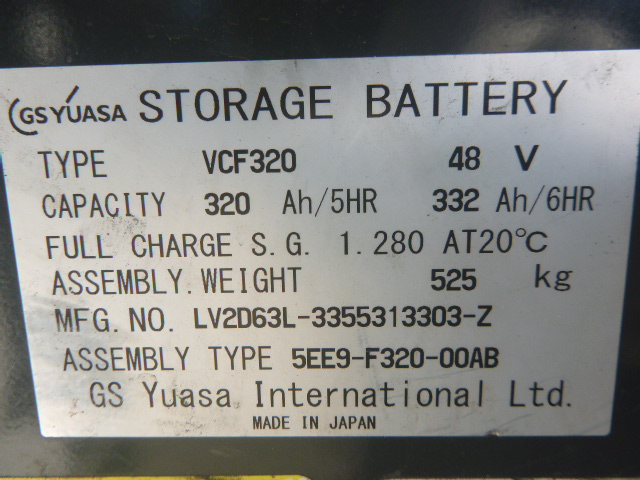 GS YUASA STORAGE BATTERY
TYPE VCF320 48 V
CAPACITY 320 Ah/5HR 332 Ah/6HR
FULL CHARGE S.G. 1.280 AT20℃
ASSEMBLY.WEIGHT 525 kg
MFG.NO. LV2D63L-3355313303-Z
ASSEMBLY TYPE 5EE9-F320-00AB
GS Yuasa International Ltd.
MADE IN JAPAN